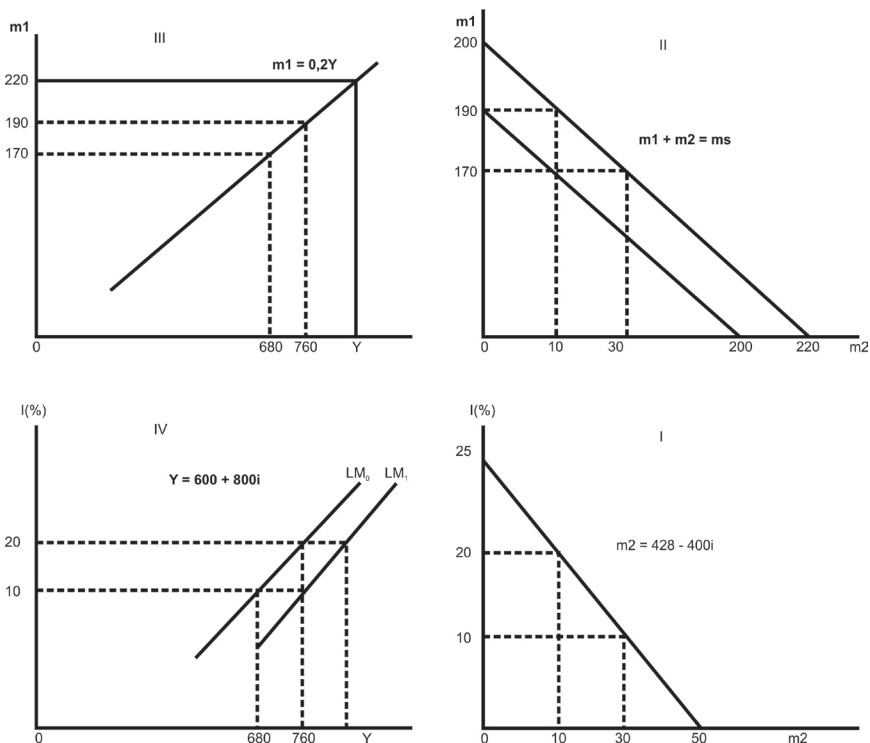 m1
III
m1 = 0,2Y
220
190
170
0
680
760
Y
m1
II
200
190
170
m1 + m2 = ms
0
10
30
200
220
m2
I(%)
IV
Y = 600 + 800i
LM₀
LM₁
20
10
0
680
760
Y
I(%)
I
25
20
10
m2 = 428 - 400i
0
10
30
50
m2